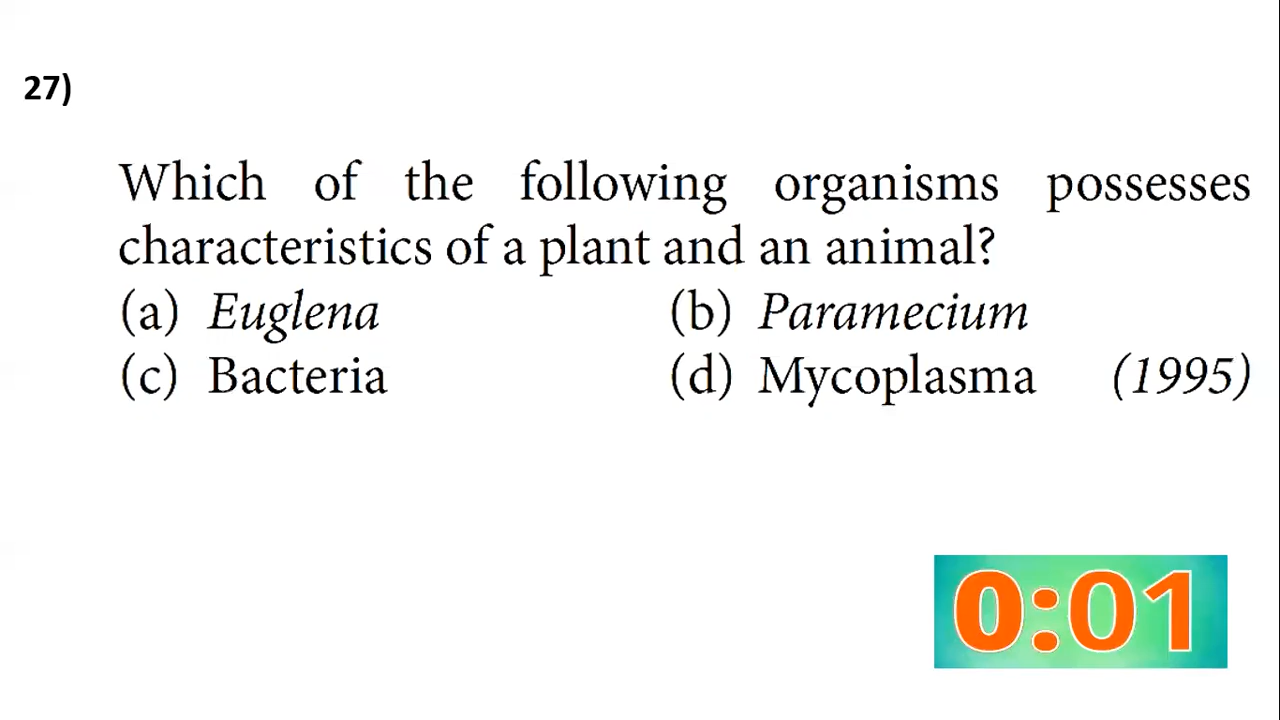 27)
Which of the following organisms possesses
characteristics of a plant and an animal?
(a) Euglena (b) Paramecium
(c) Bacteria (d) Mycoplasma (1995)
0:01